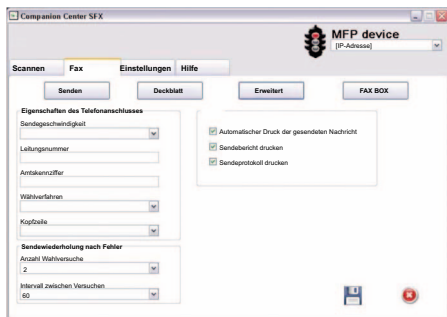 Companion Center SFX
MFP device
[IP-Adresse]
Scannen Fax Einstellungen Hilfe
Senden Deckblatt Erweitert FAX BOX
Eigenschaften des Telefonanschlusses
Sendegeschwindigkeit
Leitungsnummer
Amtskennziffer
Wählverfahren
Kopfzeile
Automatischer Druck der gesendeten Nachricht
Sendebericht drucken
Sendeprotokoll drucken
Sendewiederholung nach Fehler
Anzahl Wahlversuche
2
Intervall zwischen Versuchen
60